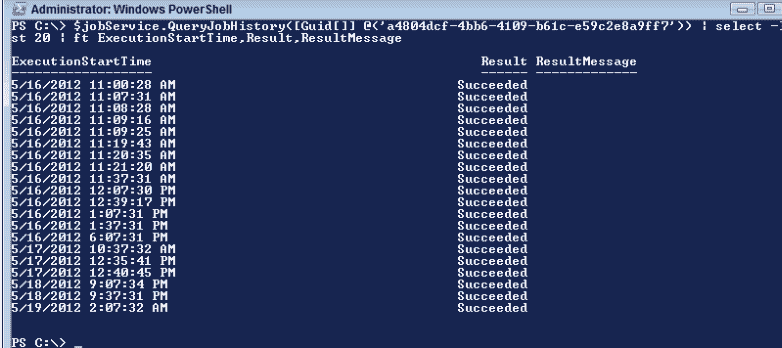 Administrator: Windows PowerShell
PS C:\> $jobService.QueryJobHistory([Guid[]] @('a4804dcf-4bb6-4109-b61c-e59c2e8a9ff7')) | select -l
st 20 | ft ExecutionStartTime,Result,ResultMessage
ExecutionStartTime Result ResultMessage
------------------ ------ -------------
5/16/2012 11:00:28 AM Succeeded
5/16/2012 11:07:31 AM Succeeded
5/16/2012 11:08:28 AM Succeeded
5/16/2012 11:09:16 AM Succeeded
5/16/2012 11:09:25 AM Succeeded
5/16/2012 11:19:43 AM Succeeded
5/16/2012 11:20:35 AM Succeeded
5/16/2012 11:21:20 AM Succeeded
5/16/2012 11:37:31 AM Succeeded
5/16/2012 12:07:30 PM Succeeded
5/16/2012 12:39:17 PM Succeeded
5/16/2012 1:07:31 PM Succeeded
5/16/2012 1:37:31 PM Succeeded
5/16/2012 6:07:31 PM Succeeded
5/17/2012 10:37:32 AM Succeeded
5/17/2012 12:35:41 PM Succeeded
5/17/2012 12:40:45 PM Succeeded
5/18/2012 9:07:34 PM Succeeded
5/18/2012 9:37:31 PM Succeeded
5/19/2012 2:07:32 AM Succeeded
PS C:\> _